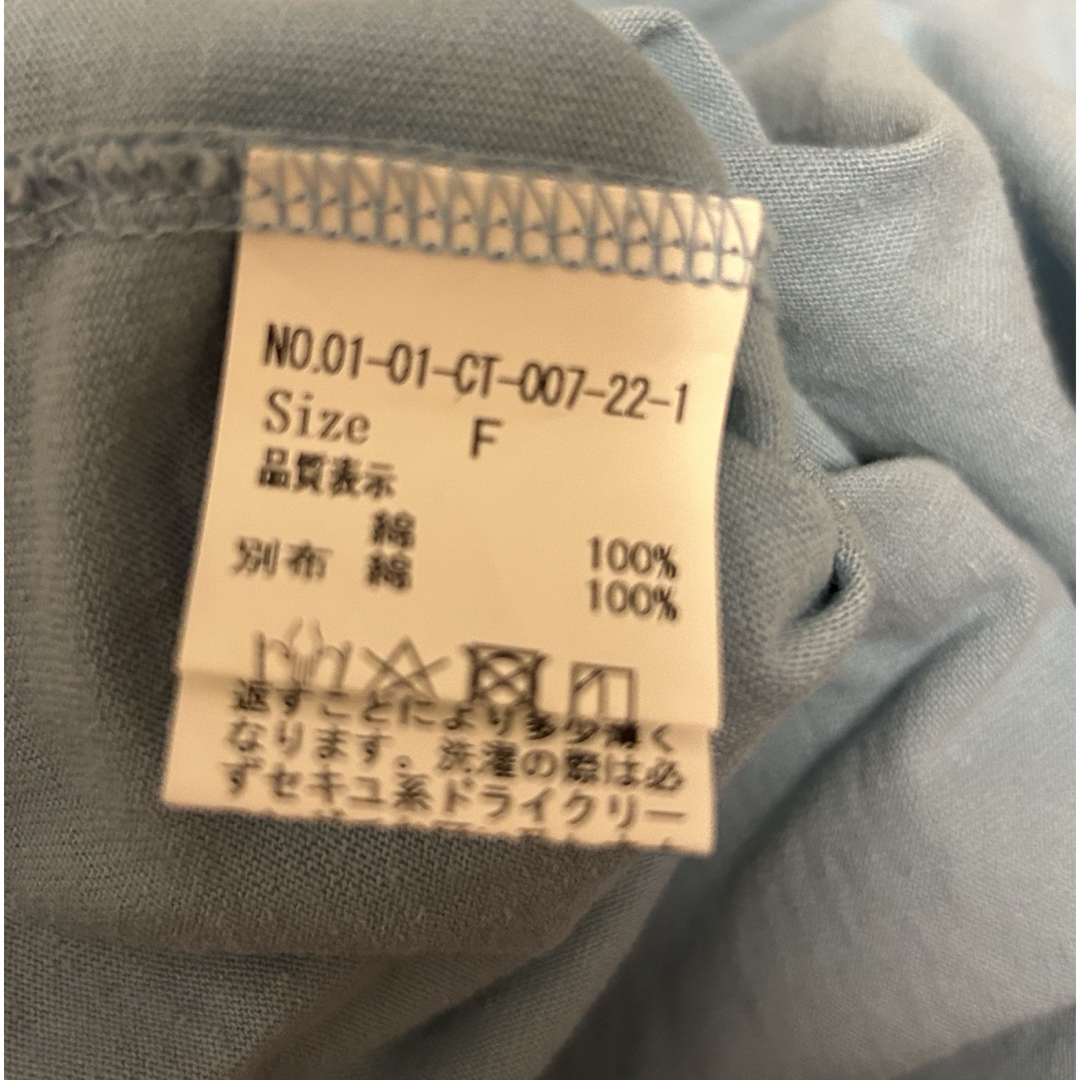 NO.01-01-CT-007-22-1
Size F
品質表示
綿 100%
別布 綿 100%
返すことにより多少薄く
なります。洗濯の際は必
ずセキユ系ドライクリー